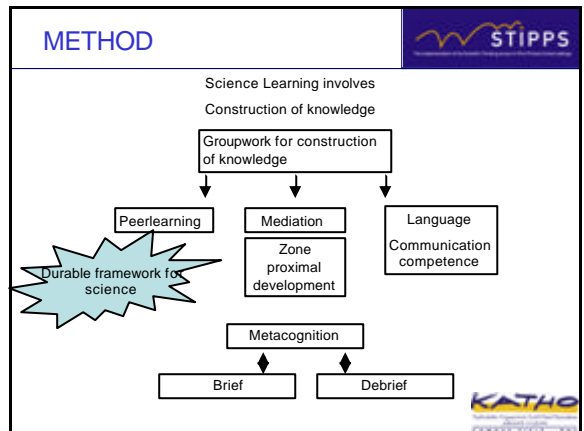 METHOD
STIPPS
Science Learning involves
Construction of knowledge
Groupwork for construction
of knowledge
Peerlearning
Mediation
Language
Communication
competence
Zone
proximal
development
Durable framework for
science
Metacognition
Brief
Debrief
KATHO